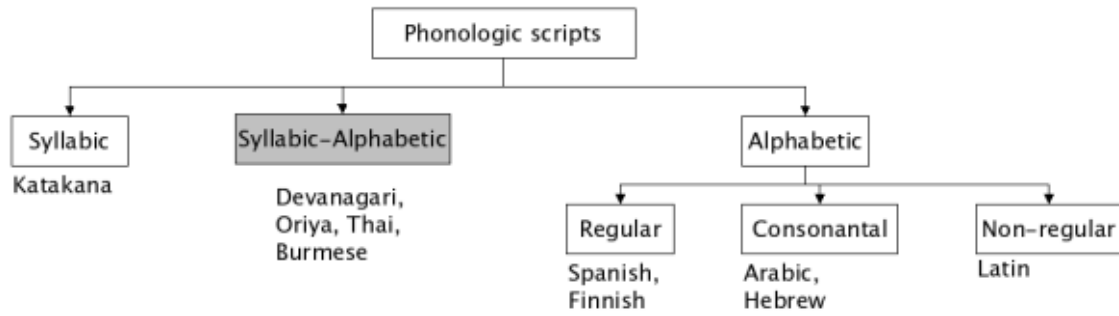 Phonologic scripts
Syllabic
Katakana
Syllabic-Alphabetic
Devanagari,
Oriya, Thai,
Burmese
Alphabetic
Regular
Spanish,
Finnish
Consonantal
Arabic,
Hebrew
Non-regular
Latin